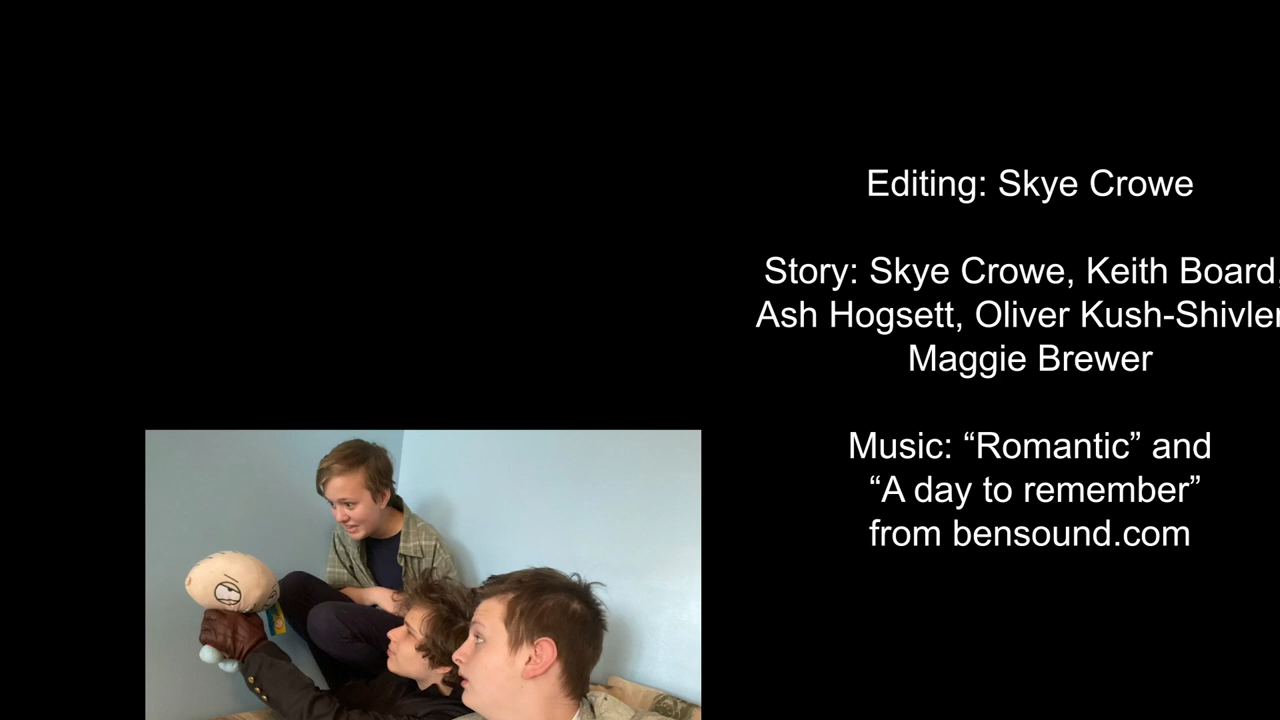 Editing: Skye Crowe
Story: Skye Crowe, Keith Board,
Ash Hogsett, Oliver Kush-Shivler
Maggie Brewer
Music: “Romantic” and
“A day to remember”
from bensound.com